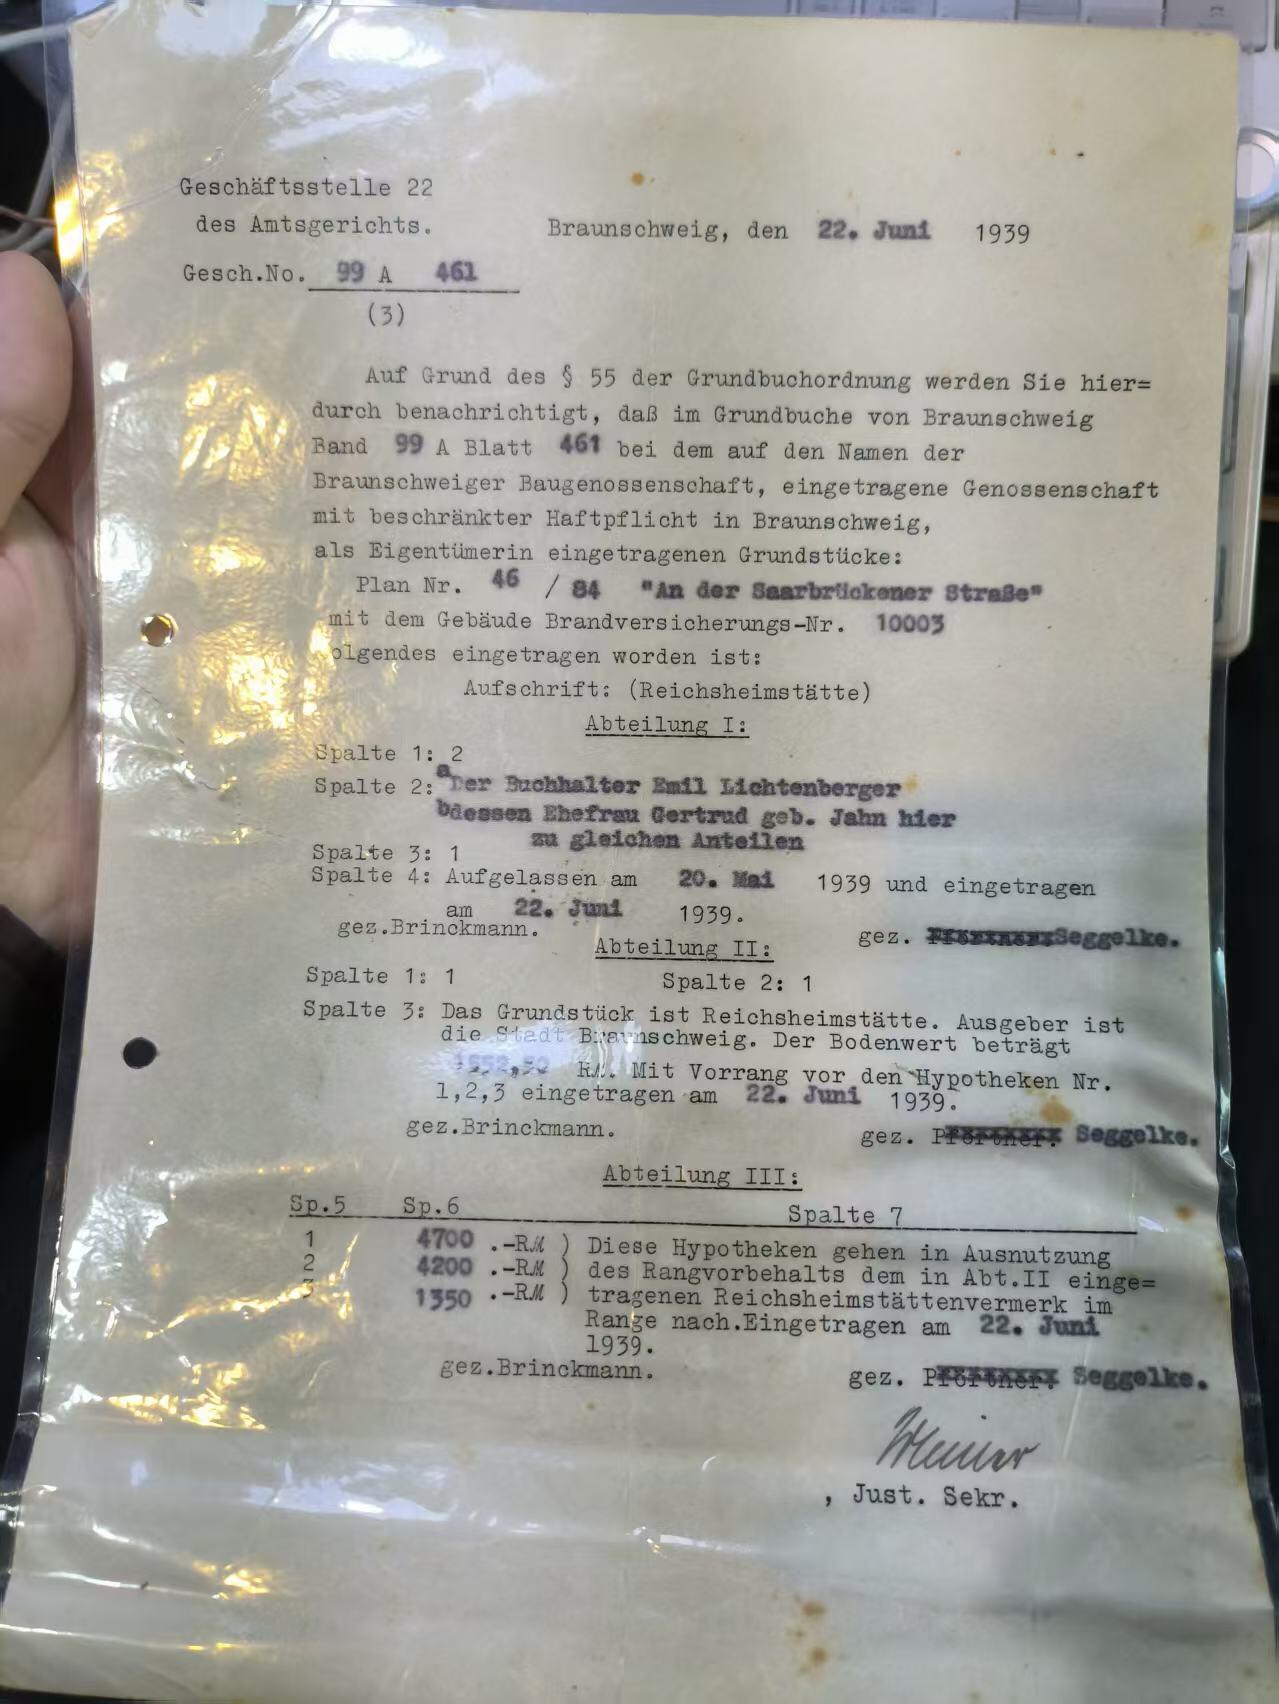 Geschäftsstelle 22
des Amtsgerichts.
Braunschweig, den 22. Juni 1939
Gesch.No. 99 A 461
(3)
Auf Grund des § 55 der Grundbuchordnung werden Sie hier=
durch benachrichtigt, daß im Grundbuche von Braunschweig
Band 99 A Blatt 461 bei dem auf den Namen der
Braunschweiger Baugenossenschaft, eingetragene Genossenschaft
mit beschränkter Haftpflicht in Braunschweig,
als Eigentümerin eingetragenen Grundstücke:
Plan Nr. 46 / 84 "An der Saarbrückener Straße"
mit dem Gebäude Brandversicherungs-Nr. 10003
olgendes eingetragen worden ist:
Aufschrift: (Reichsheimstätte)
Abteilung I:
Spalte 1: 2
Spalte 2: a Der Buchhalter Emil Lichtenberger
b dessen Ehefrau Gertrud geb. Jahn hier
zu gleichen Anteilen
Spalte 3: 1
Spalte 4: Aufgelassen am 20. Mai 1939 und eingetragen
am 22. Juni 1939.
gez.Brinckmann. gez. Seggelke.
Abteilung II:
Spalte 1: 1 Spalte 2: 1
Spalte 3: Das Grundstück ist Reichsheimstätte. Ausgeber ist
die Stadt Braunschweig. Der Bodenwert beträgt
RM. Mit Vorrang vor den Hypotheken Nr.
1,2,3 eingetragen am 22. Juni 1939.
gez.Brinckmann. gez. Pförtner. Seggelke.
Abteilung III:
Sp.5 Sp.6 Spalte 7
1 4700 .-RM ) Diese Hypotheken gehen in Ausnutzung
2 4200 .-RM ) des Rangvorbehalts dem in Abt.II einge=
3 1350 .-RM ) tragenen Reichsheimstättenvermerk im
Range nach.Eingetragen am 22. Juni
1939.
gez.Brinckmann. gez. Pförtner. Seggelke.
, Just. Sekr.